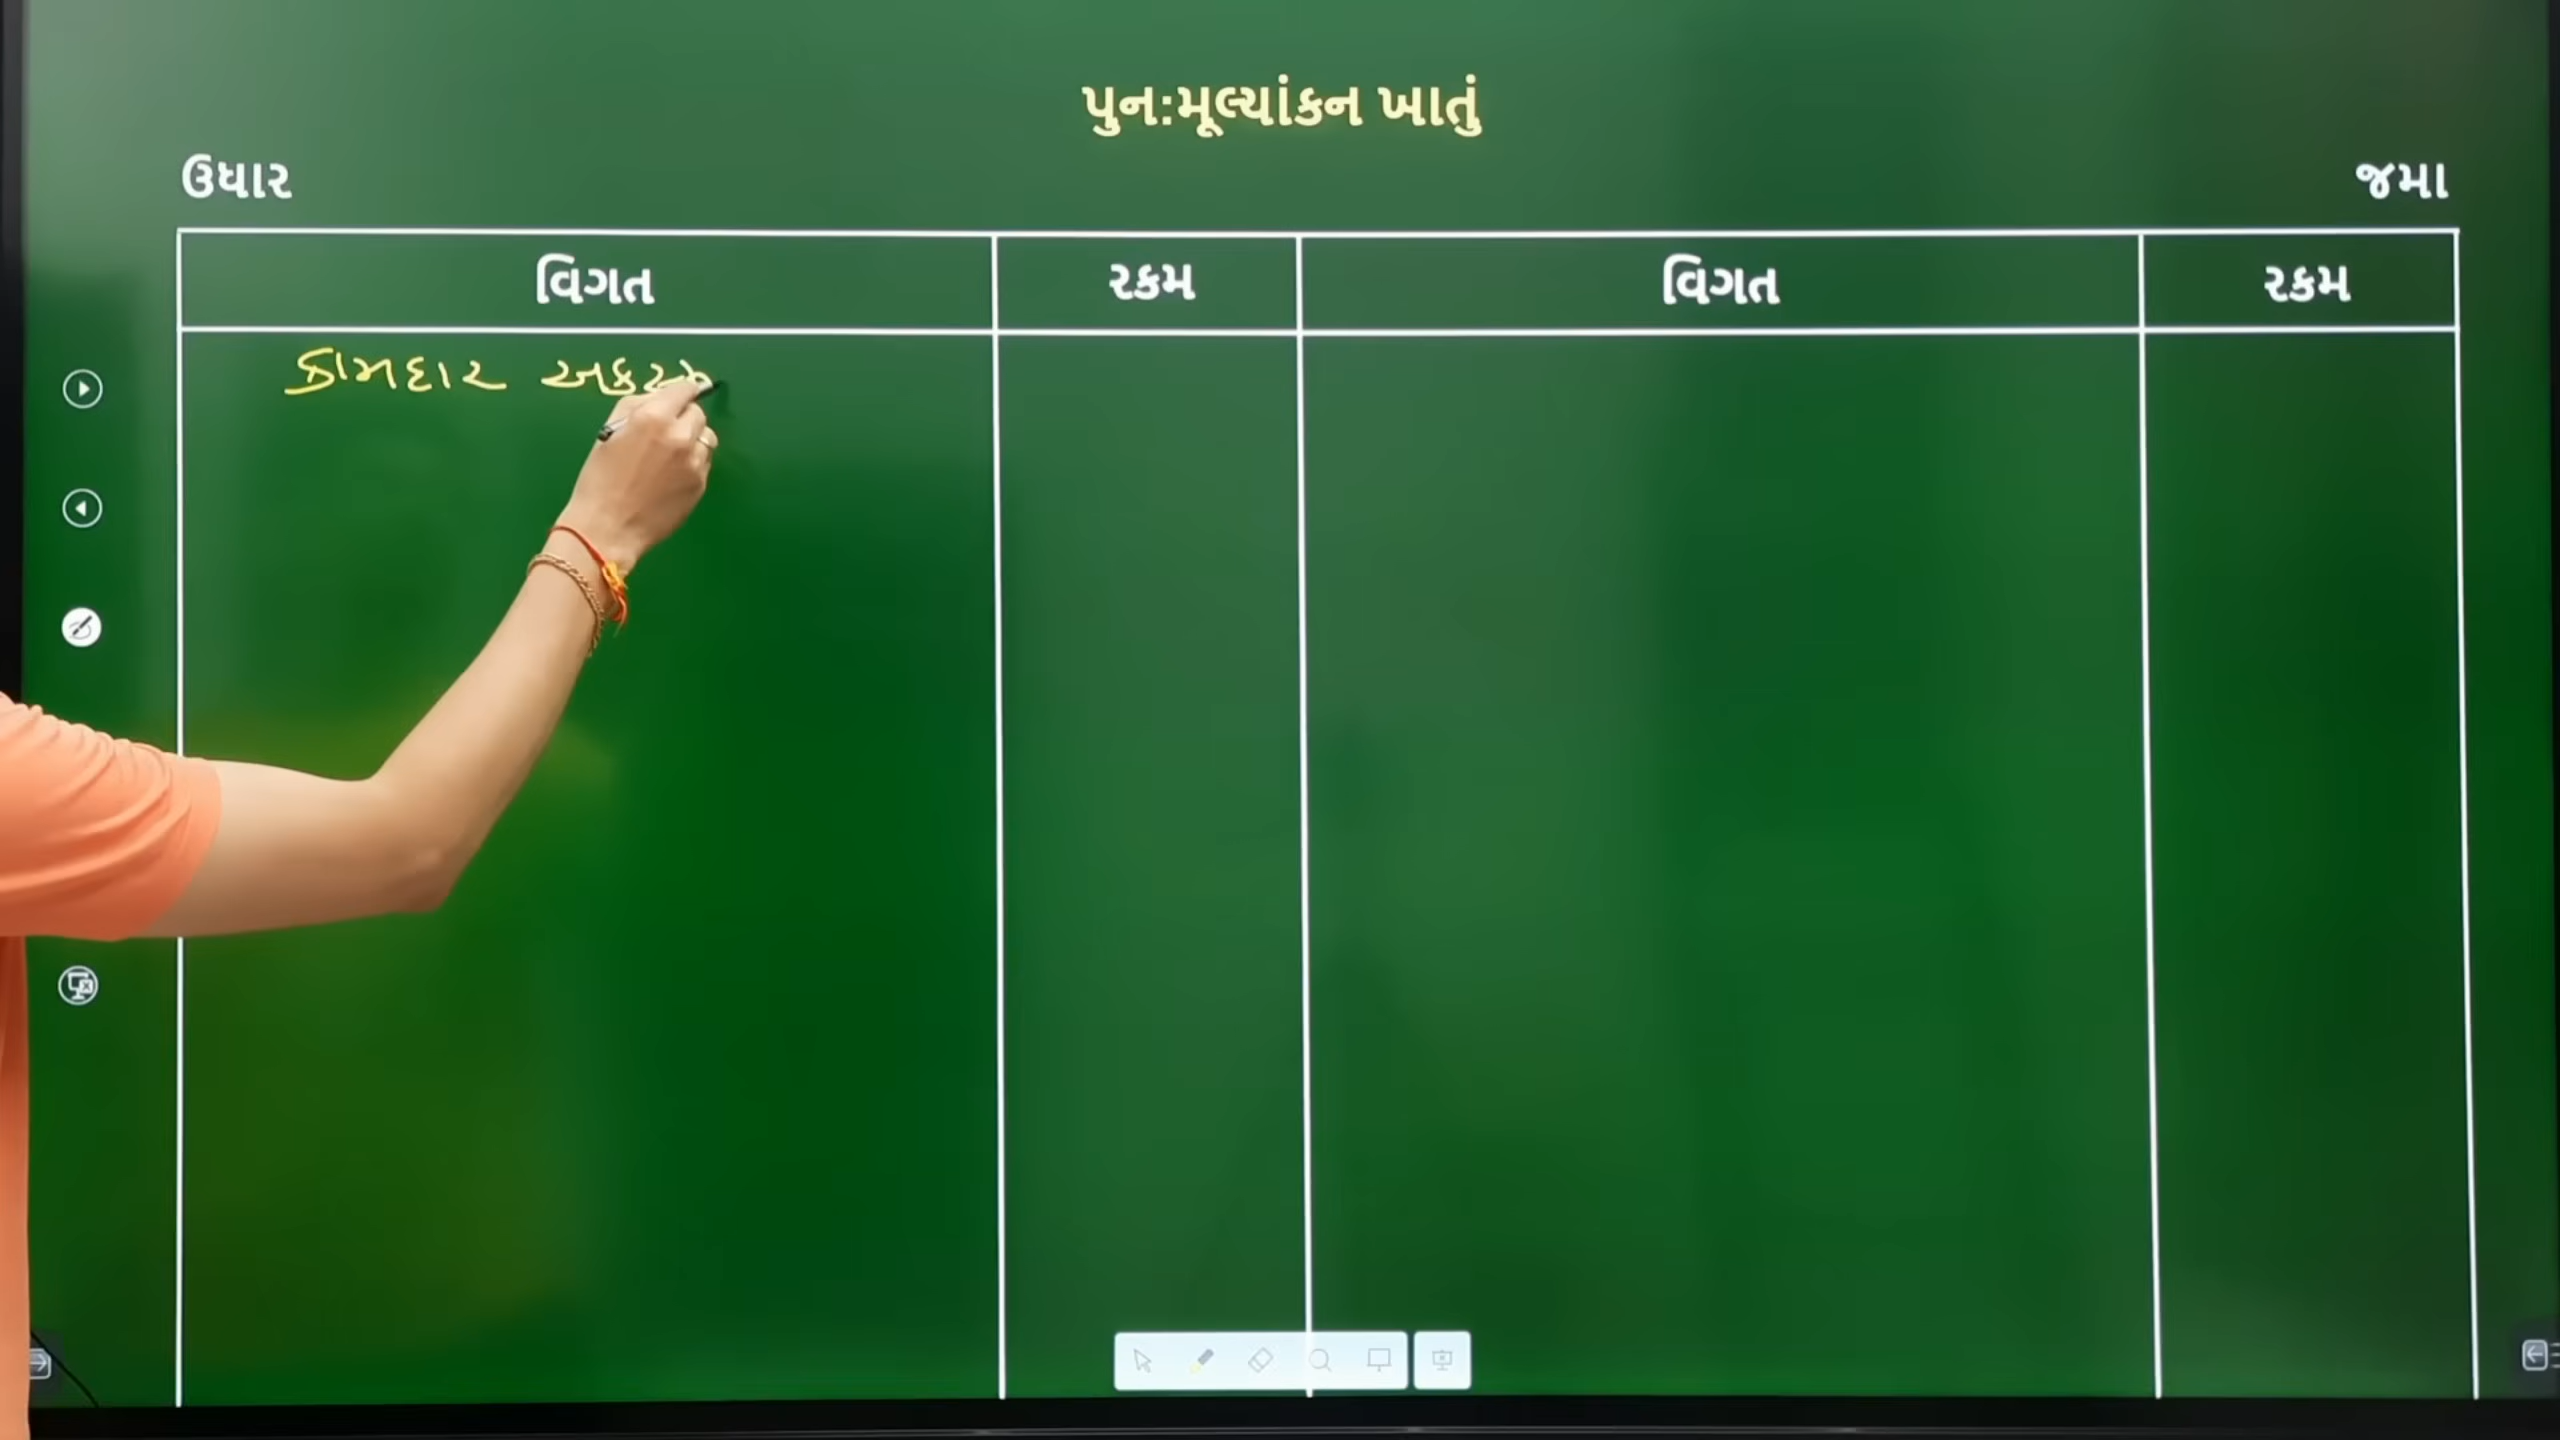 પુન:મૂલ્યાંકન ખાતું
ઉધાર જમા
વિગત રકમ વિગત રકમ
કામદાર